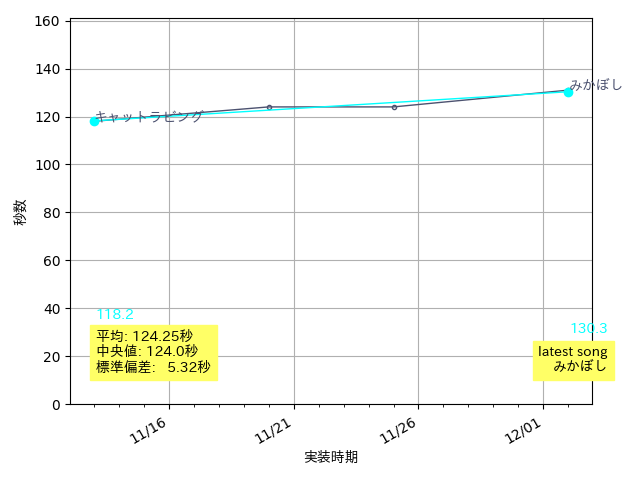 160
140
120
100
80
60
40
20
0
秒数
キャットラビング
みかぼし
118.2
130.3
平均: 124.25秒
中央値: 124.0秒
標準偏差: 5.32秒
latest song
みかぼし
11/16
11/21
11/26
12/01
実装時期